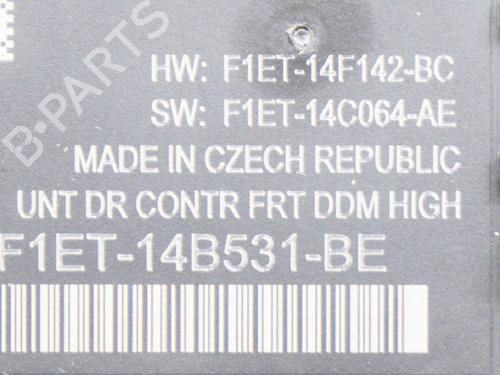 B-PARTS
HW: F1ET-14F142-BC
SW: F1ET-14C064-AE
MADE IN CZECH REPUBLIC
UNT DR CONTR FRT DDM HIGH
F1ET-14B531-BE